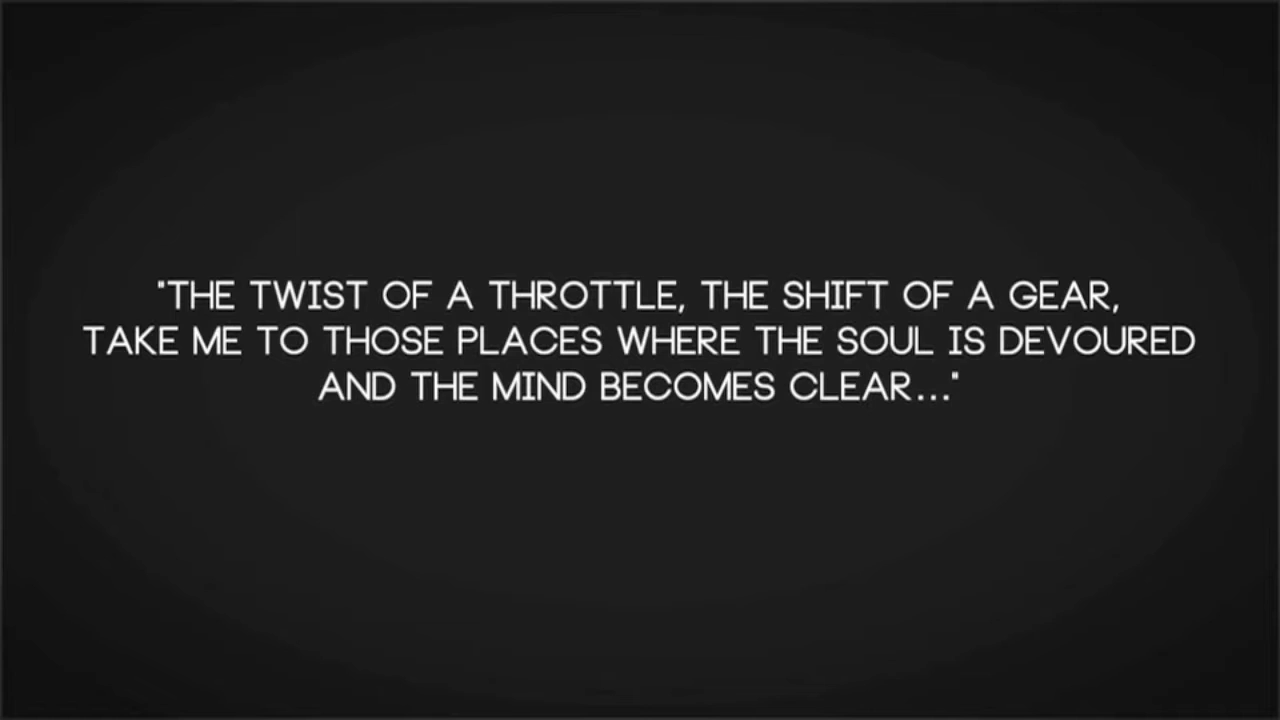 "THE TWIST OF A THROTTLE, THE SHIFT OF A GEAR,
TAKE ME TO THOSE PLACES WHERE THE SOUL IS DEVOURED
AND THE MIND BECOMES CLEAR..."